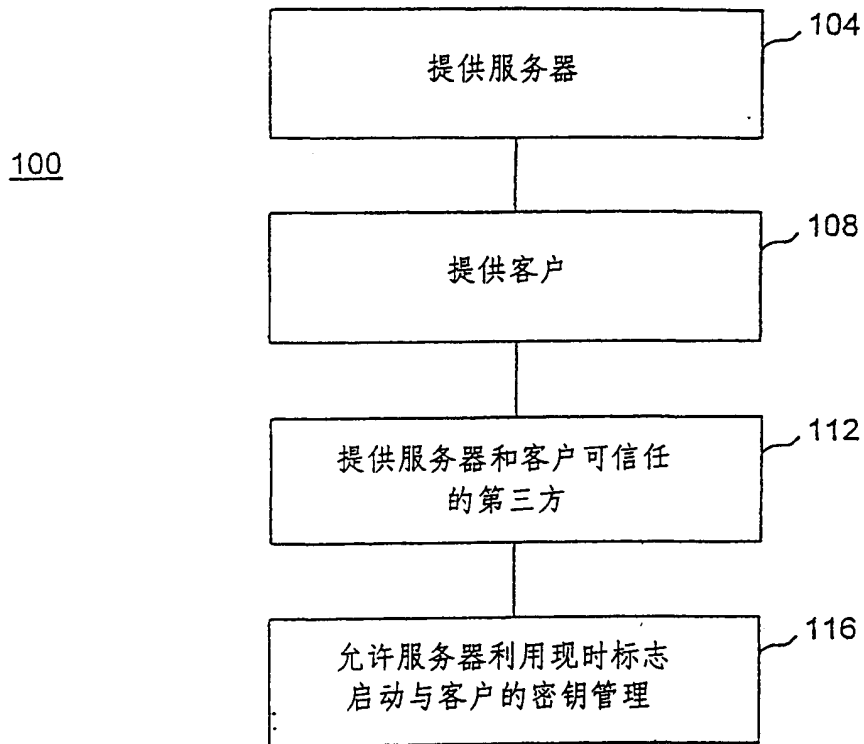 104
提供服务器
100
108
提供客户
112
提供服务器和客户可信任
的第三方
116
允许服务器利用现时标志
启动与客户的密钥管理